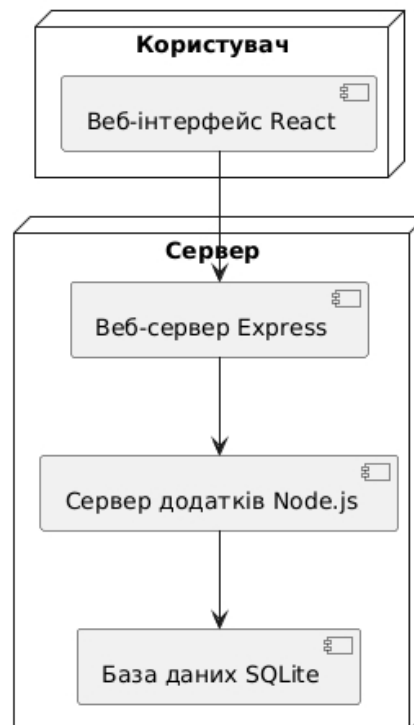 Користувач
Веб-інтерфейс React
Сервер
Веб-сервер Express
Сервер додатків Node.js
База даних SQLite